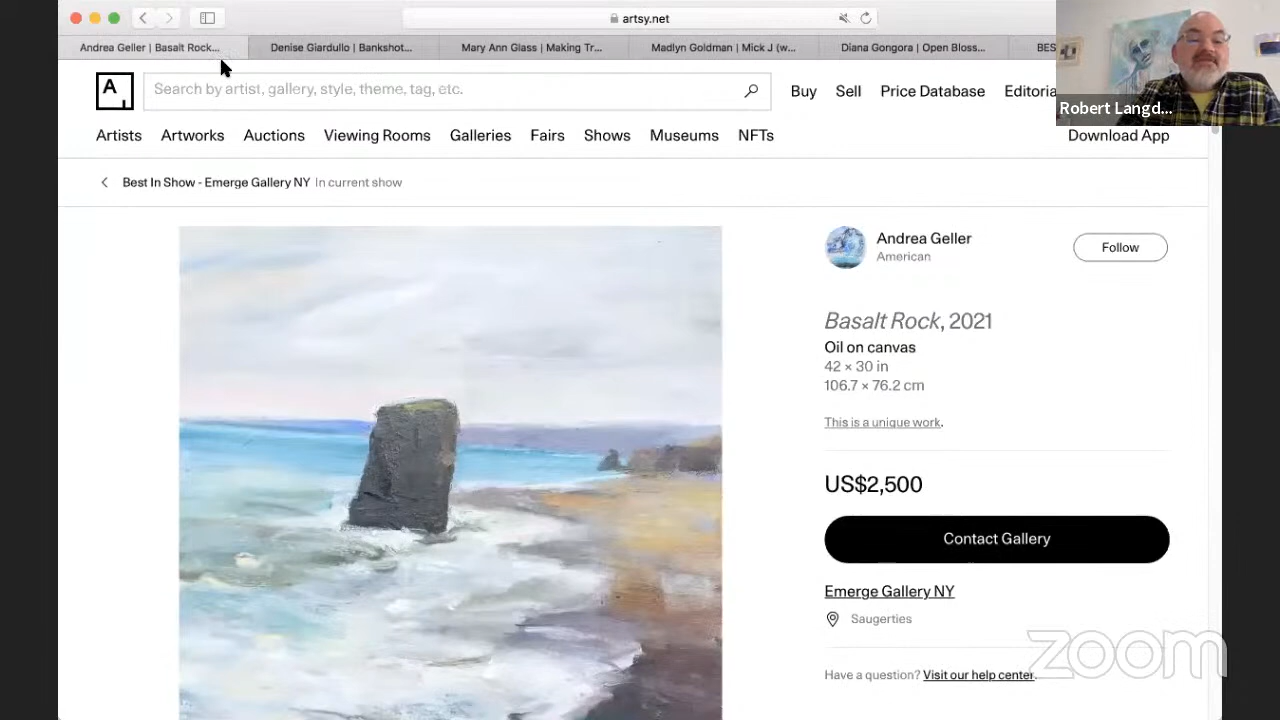 artsy.net
Andrea Geller | Basalt Rock...
Denise Giardullo | Bankshot...
Mary Ann Glass | Making Tr...
Madlyn Goldman | Mick J (w...
Diana Gongora | Open Bloss...
BES
A
Search by artist, gallery, style, theme, tag, etc.
Buy
Sell
Price Database
Editoria
Robert Langd...
Artists
Artworks
Auctions
Viewing Rooms
Galleries
Fairs
Shows
Museums
NFTs
Download App
Best In Show - Emerge Gallery NY In current show
Andrea Geller
American
Follow
Basalt Rock, 2021
Oil on canvas
42 × 30 in
106.7 × 76.2 cm
This is a unique work.
US$2,500
Contact Gallery
Emerge Gallery NY
Saugerties
zoom
Have a question? Visit our help center.